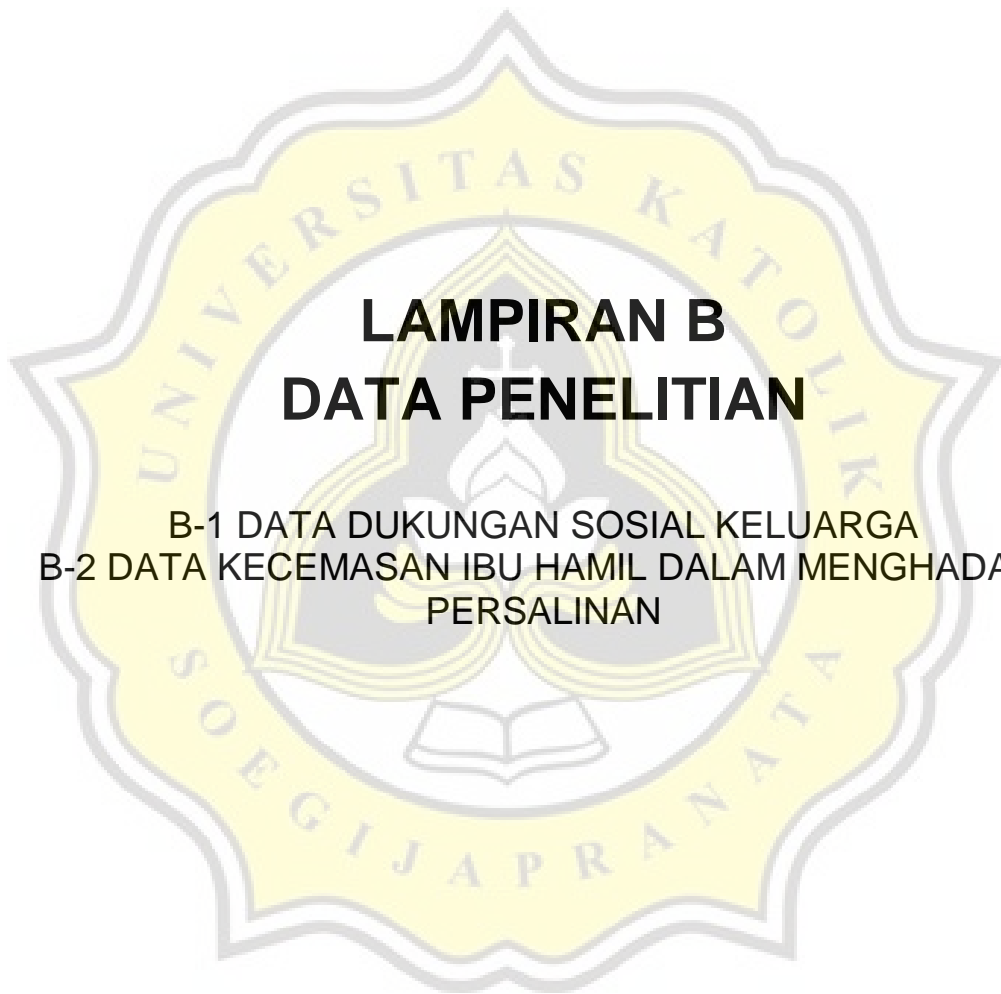 UNIVERSITAS KATOLIK
LAMPIRAN B
DATA PENELITIAN
B-1 DATA DUKUNGAN SOSIAL KELUARGA
B-2 DATA KECEMASAN IBU HAMIL DALAM MENGHADA
PERSALINAN
SOEGIJAPRANATA